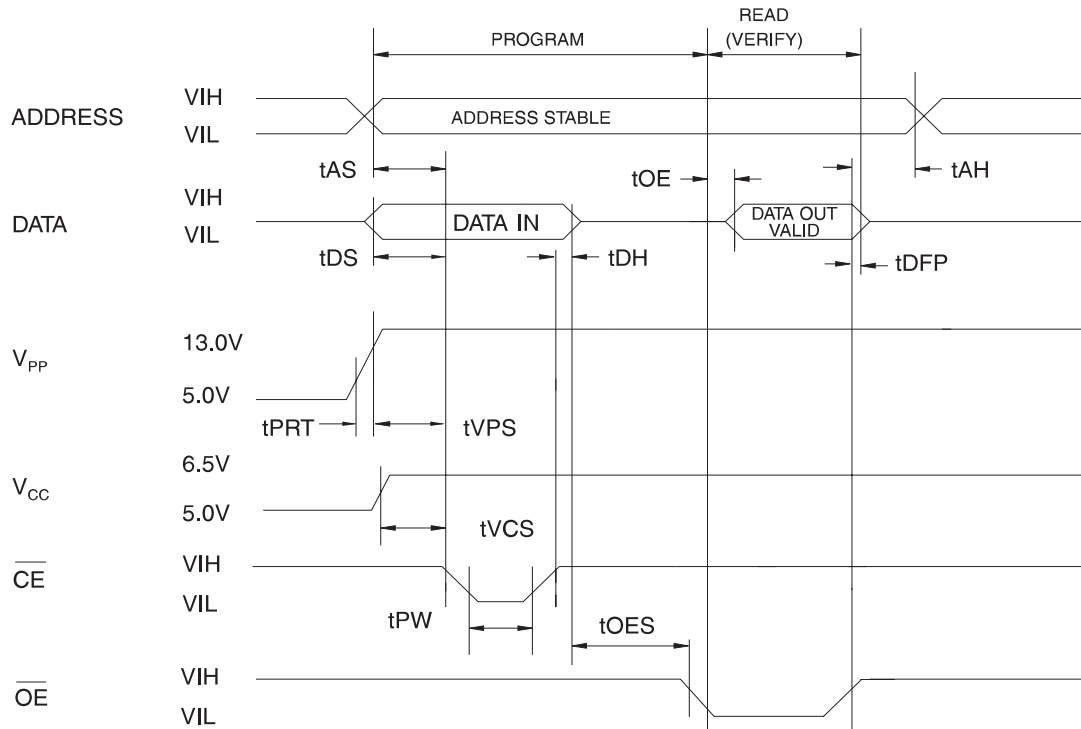 READ
PROGRAM (VERIFY)
ADDRESS VIH
VIL
ADDRESS STABLE
tAS tOE tAH
DATA VIH
VIL
DATA IN
DATA OUT
VALID
tDS tDH tDFP
VPP 13.0V
5.0V
tPRT tVPS
VCC 6.5V
5.0V
tVCS
CE VIH
VIL
tPW tOES
OE VIH
VIL